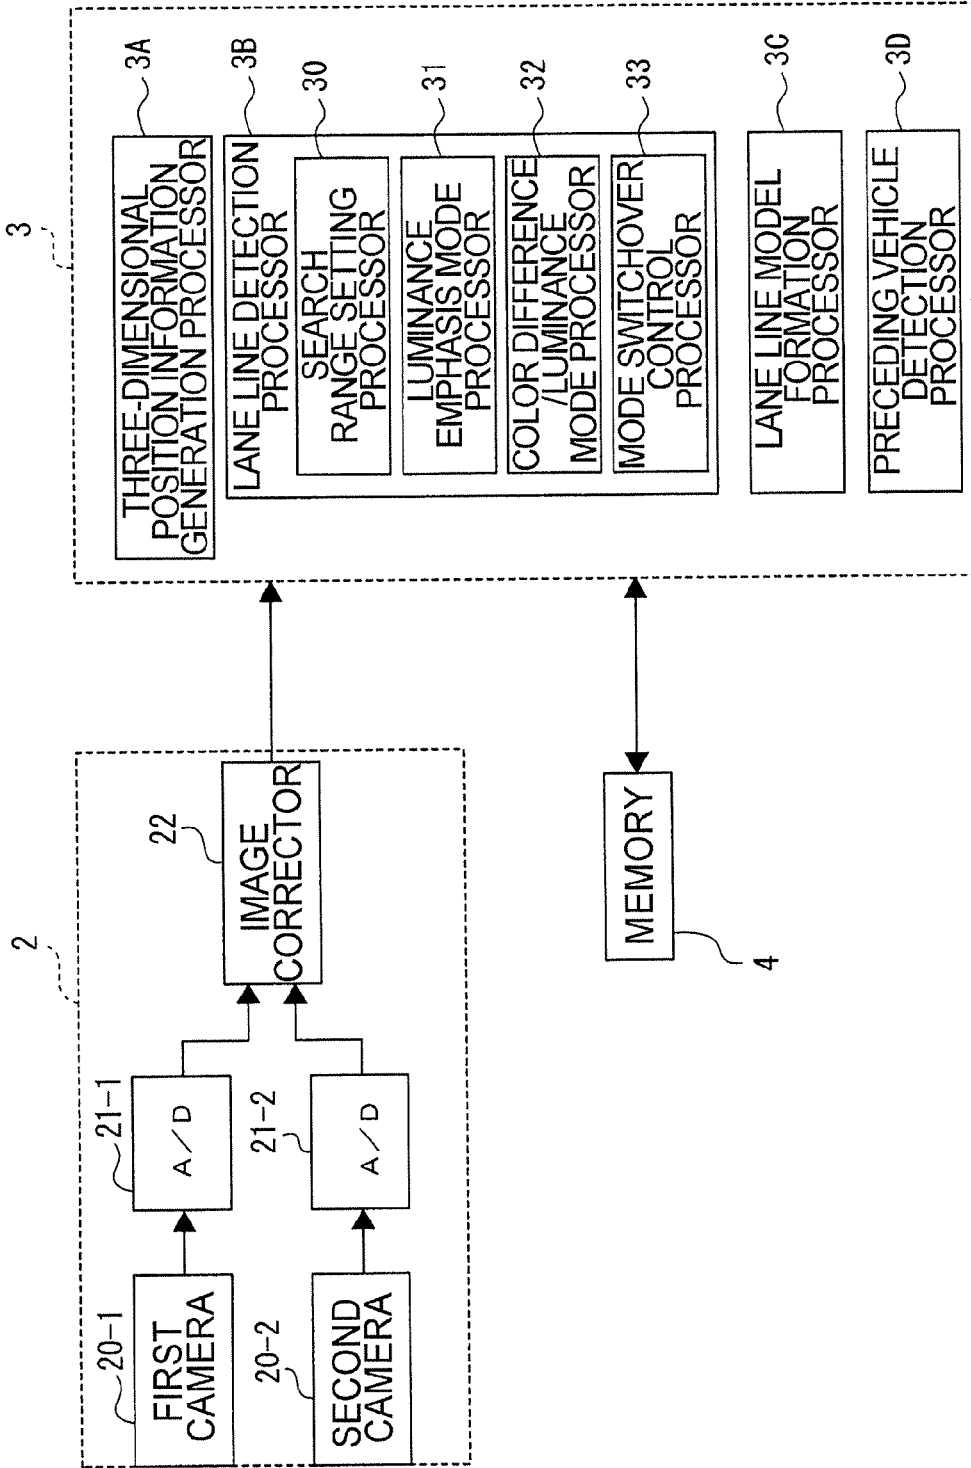 2
20-1
FIRST
CAMERA
21-1
A/D
20-2
SECOND
CAMERA
21-2
A/D
22
IMAGE
CORRECTOR
MEMORY
4
3
THREE-DIMENSIONAL
POSITION INFORMATION
GENERATION PROCESSOR
3A
LANE LINE DETECTION
PROCESSOR
3B
SEARCH
RANGE SETTING
PROCESSOR
30
LUMINANCE
EMPHASIS MODE
PROCESSOR
31
COLOR DIFFERENCE
/LUMINANCE
MODE PROCESSOR
32
MODE SWITCHOVER
CONTROL
PROCESSOR
33
LANE LINE MODEL
FORMATION
PROCESSOR
3C
PRECEDING VEHICLE
DETECTION
PROCESSOR
3D